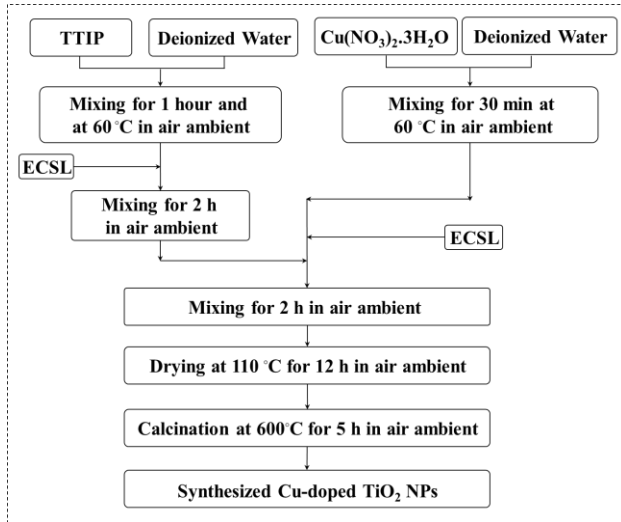 TTIP
Deionized Water
Cu(NO₃)₂.3H₂O
Deionized Water
Mixing for 1 hour and
at 60 °C in air ambient
Mixing for 30 min at
60 °C in air ambient
ECSL
Mixing for 2 h
in air ambient
ECSL
Mixing for 2 h in air ambient
Drying at 110 °C for 12 h in air ambient
Calcination at 600°C for 5 h in air ambient
Synthesized Cu-doped TiO₂ NPs